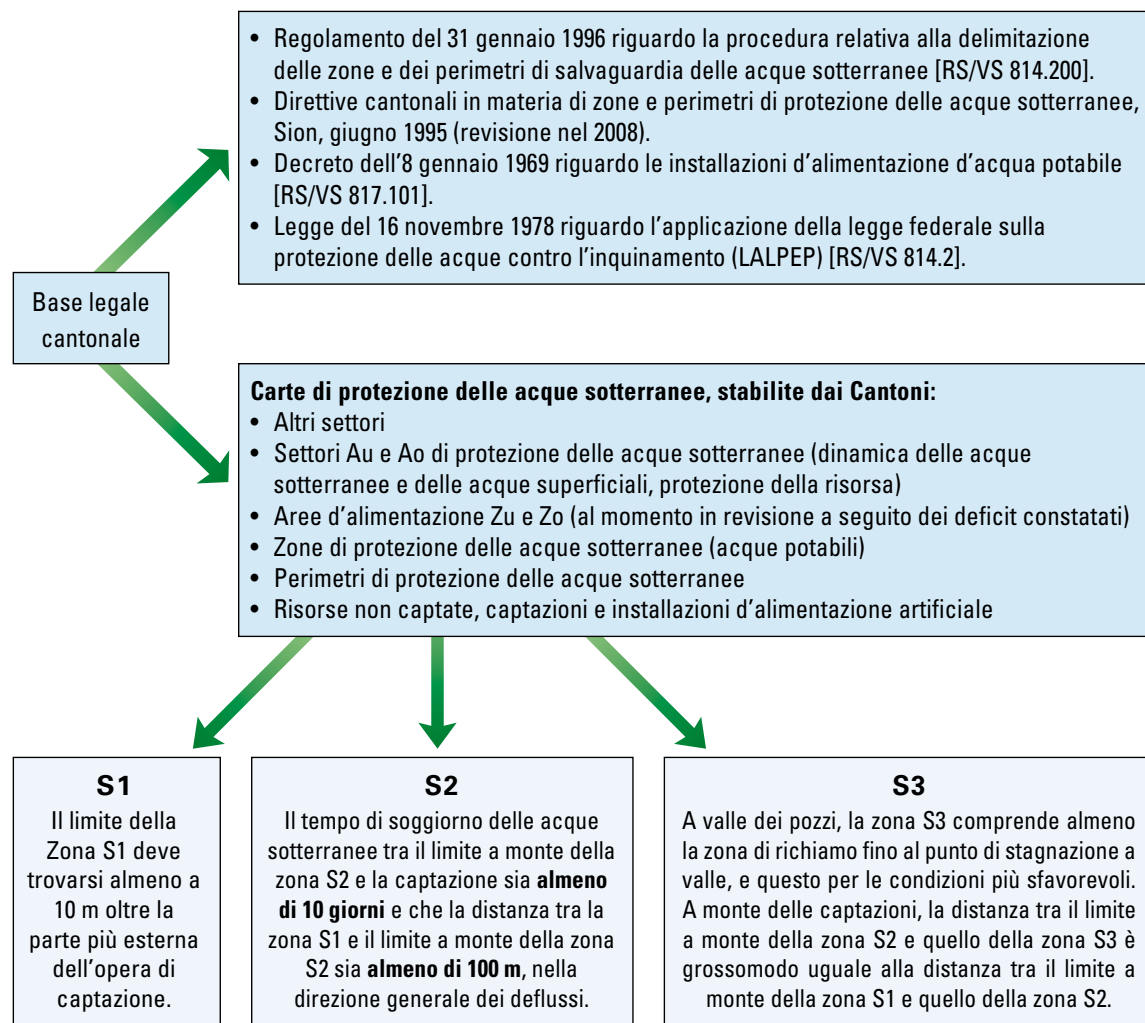 • Regolamento del 31 gennaio 1996 riguardo la procedura relativa alla delimitazione
delle zone e dei perimetri di salvaguardia delle acque sotterranee [RS/VS 814.200].
• Direttive cantonali in materia di zone e perimetri di protezione delle acque sotterranee,
Sion, giugno 1995 (revisione nel 2008).
• Decreto dell'8 gennaio 1969 riguardo le installazioni d'alimentazione d'acqua potabile
[RS/VS 817.101].
• Legge del 16 novembre 1978 riguardo l'applicazione della legge federale sulla
protezione delle acque contro l'inquinamento (LALPEP) [RS/VS 814.2].
Base legale
cantonale
Carte di protezione delle acque sotterranee, stabilite dai Cantoni:
• Altri settori
• Settori Au e Ao di protezione delle acque sotterranee (dinamica delle acque
sotterranee e delle acque superficiali, protezione della risorsa)
• Aree d'alimentazione Zu e Zo (al momento in revisione a seguito dei deficit constatati)
• Zone di protezione delle acque sotterranee (acque potabili)
• Perimetri di protezione delle acque sotterranee
• Risorse non captate, captazioni e installazioni d'alimentazione artificiale
S1
Il limite della
Zona S1 deve
trovarsi almeno a
10 m oltre la
parte più esterna
dell'opera di
captazione.
S2
Il tempo di soggiorno delle acque
sotterranee tra il limite a monte della
zona S2 e la captazione sia almeno
di 10 giorni e che la distanza tra la
zona S1 e il limite a monte della zona
S2 sia almeno di 100 m, nella
direzione generale dei deflussi.
S3
A valle dei pozzi, la zona S3 comprende almeno
la zona di richiamo fino al punto di stagnazione a
valle, e questo per le condizioni più sfavorevoli.
A monte delle captazioni, la distanza tra il limite
a monte della zona S2 e quello della zona S3 è
grossomodo uguale alla distanza tra il limite a
monte della zona S1 e quello della zona S2.